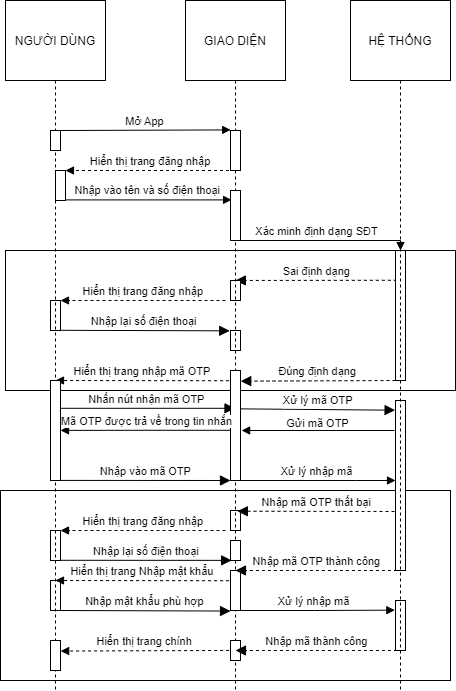 NGƯỜI DÙNG
GIAO DIỆN
HỆ THỐNG
Mở App
Hiển thị trang đăng nhập
Nhập vào tên và số điện thoại
Xác minh định dạng SĐT
Sai định dạng
Hiển thị trang đăng nhập
Nhập lại số điện thoại
Hiển thị trang nhập mã OTP
Đúng định dạng
Nhấn nút nhận mã OTP
Xử lý mã OTP
Mã OTP được trả về trong tin nhắn
Gửi mã OTP
Nhập vào mã OTP
Xử lý nhập mã
Nhập mã OTP thất bại
Hiển thị trang đăng nhập
Nhập lại số điện thoại
Nhập mã OTP thành công
Hiển thị trang Nhập mật khẩu
Nhập mật khẩu phù hợp
Xử lý nhập mã
Hiển thị trang chính
Nhập mã thành công